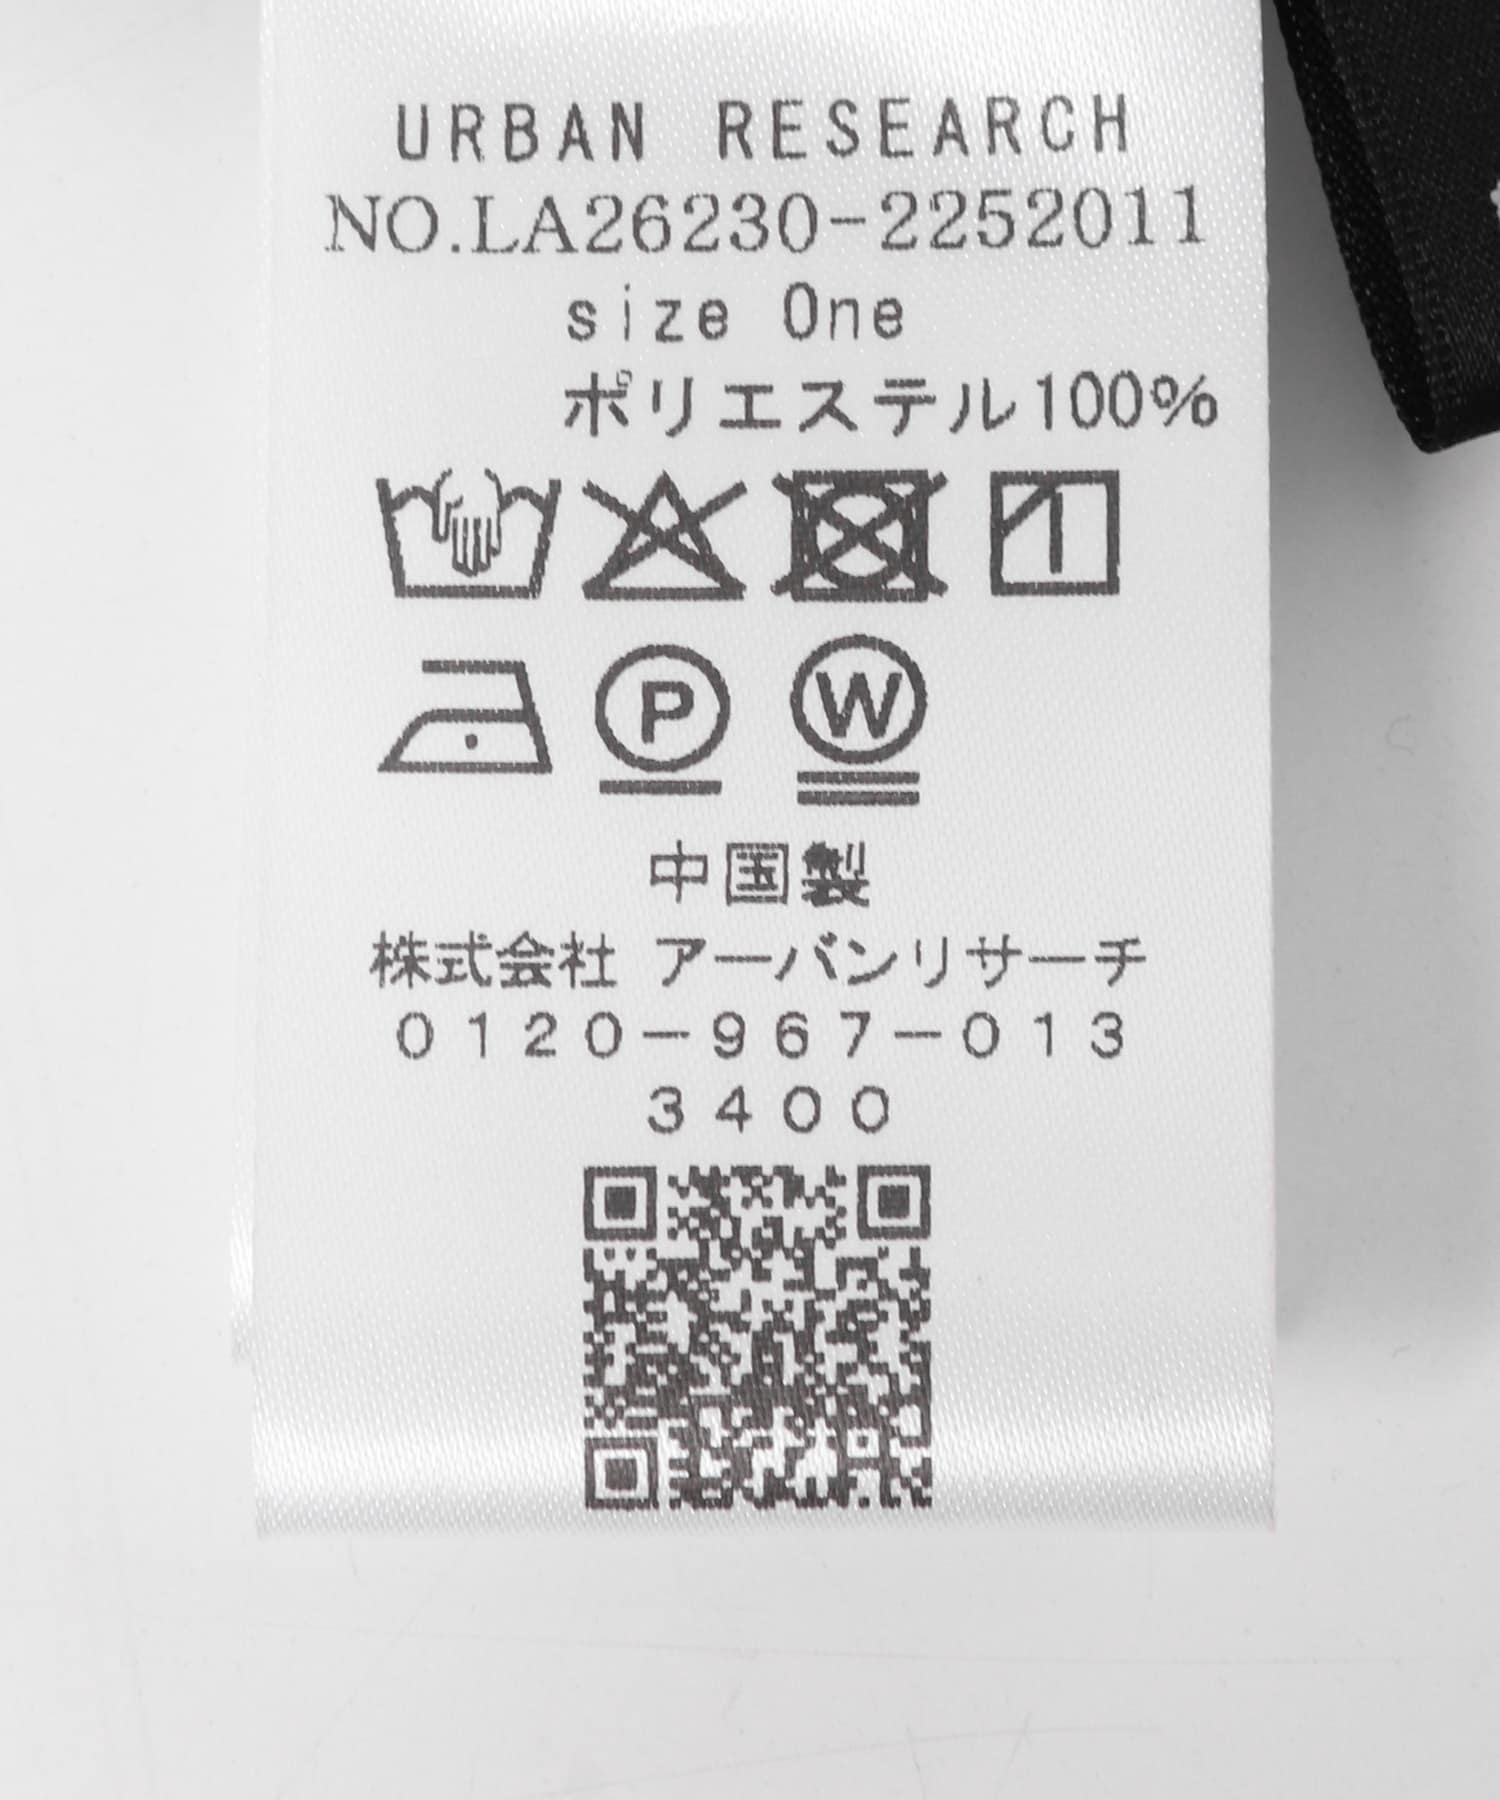 URBAN RESEARCH
NO.LA26230-2252011
size One
ポリエステル100%
P W
中国製
株式会社 アーバンリサーチ
0120-967-013
3400